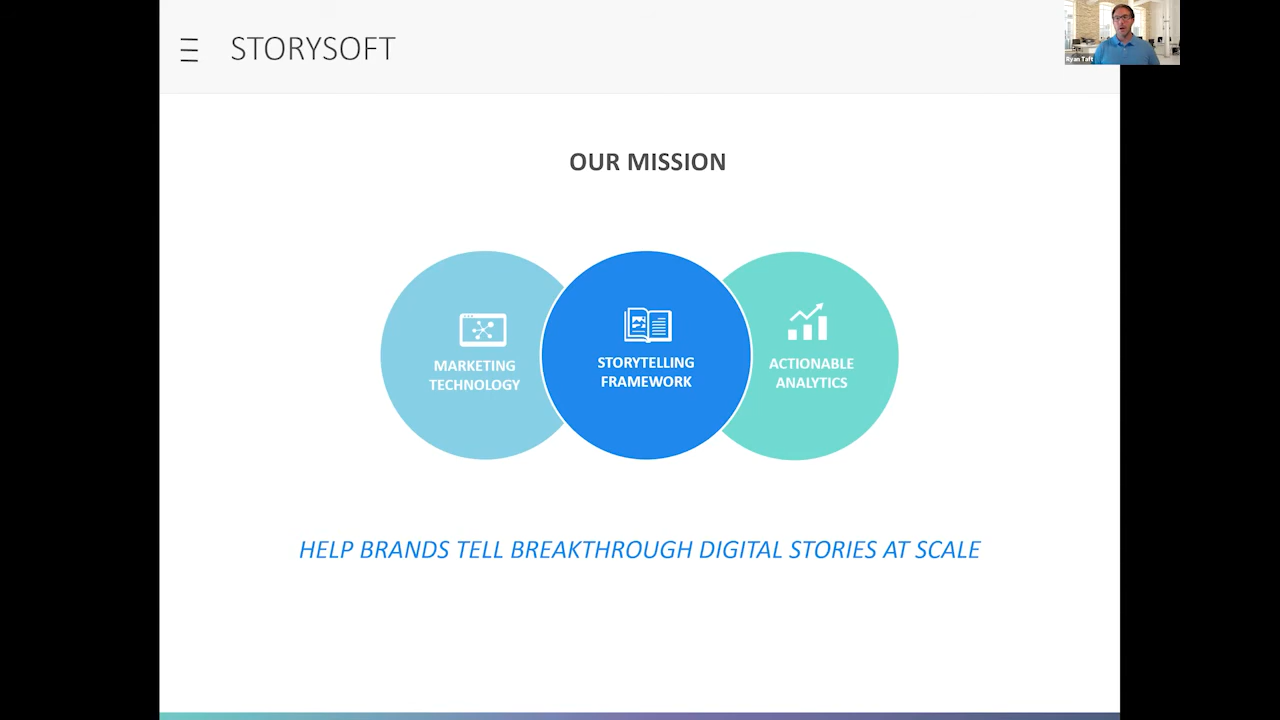 STORYSOFT
Ryan Taft
OUR MISSION
MARKETING
TECHNOLOGY
STORYTELLING
FRAMEWORK
ACTIONABLE
ANALYTICS
HELP BRANDS TELL BREAKTHROUGH DIGITAL STORIES AT SCALE